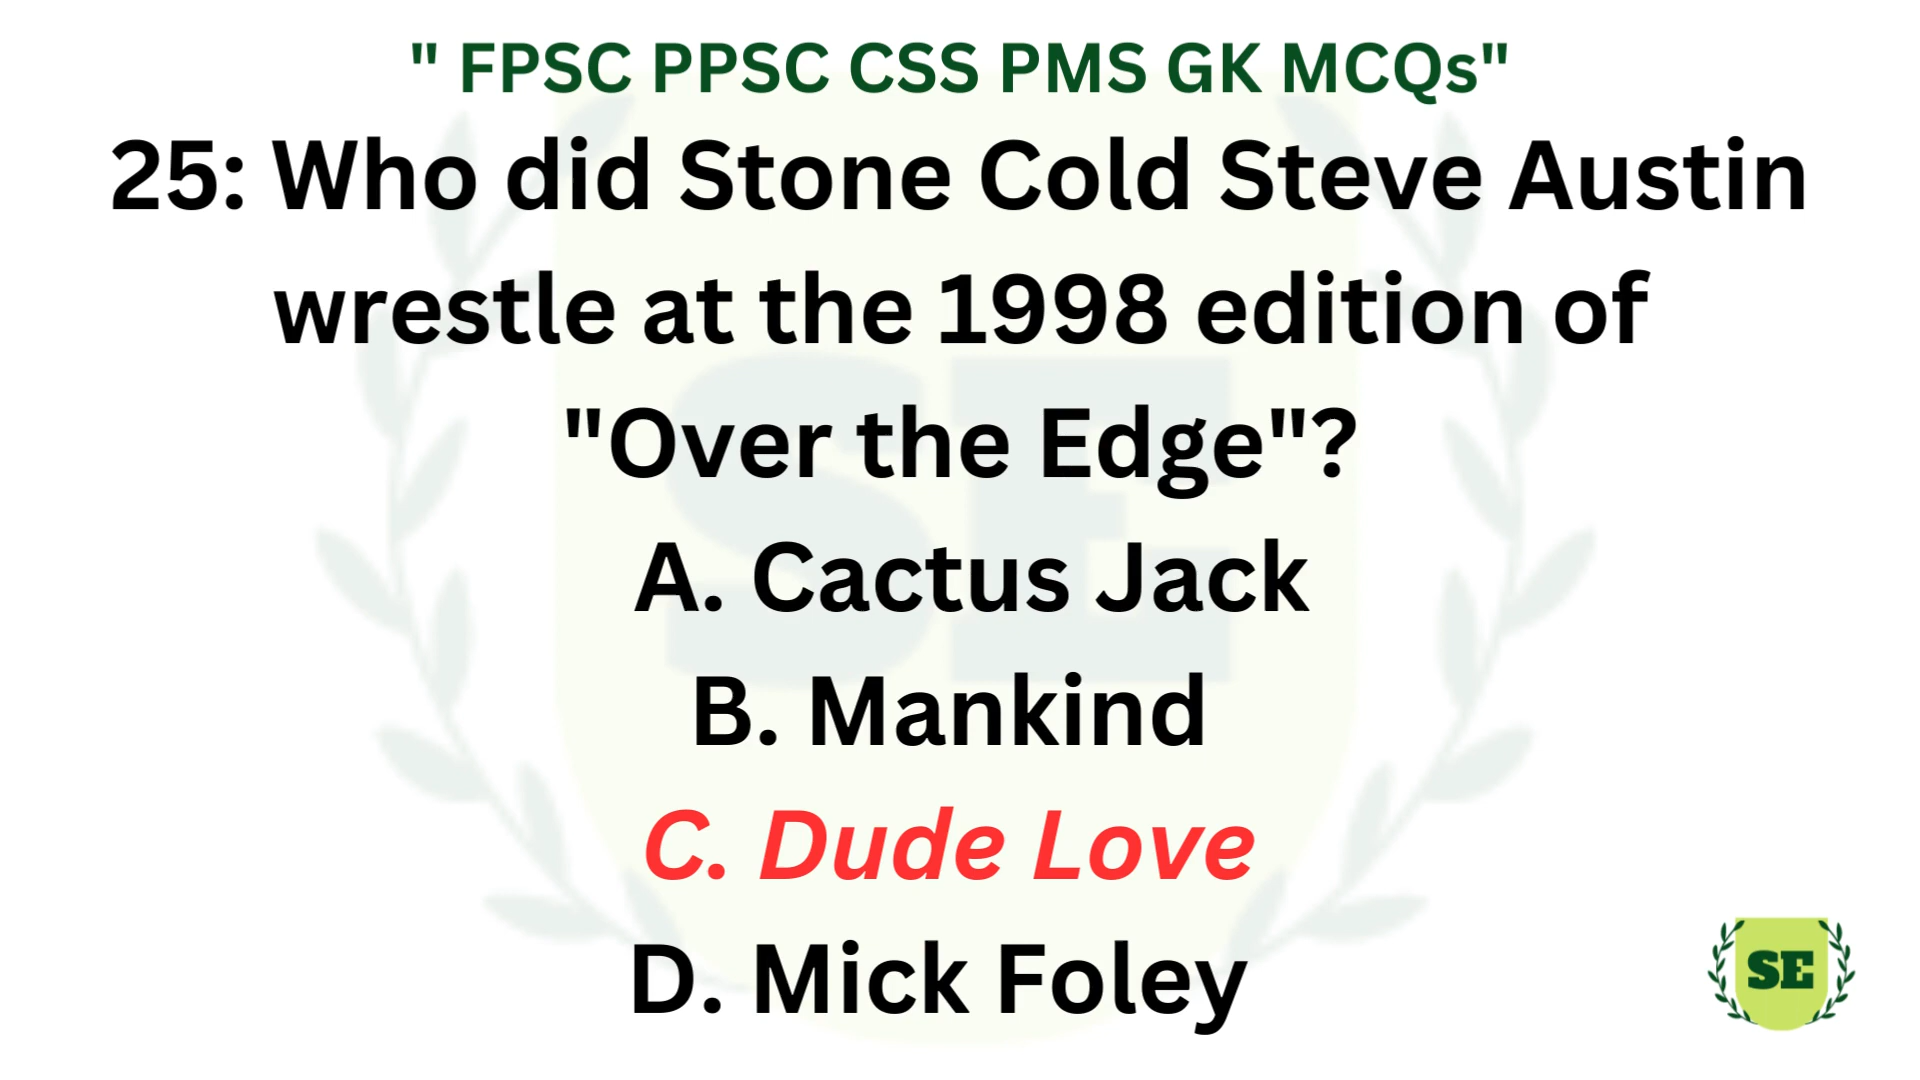 " FPSC PPSC CSS PMS GK MCQs"
25: Who did Stone Cold Steve Austin
wrestle at the 1998 edition of
"Over the Edge"?
A. Cactus Jack
B. Mankind
C. Dude Love
D. Mick Foley
SE
SE